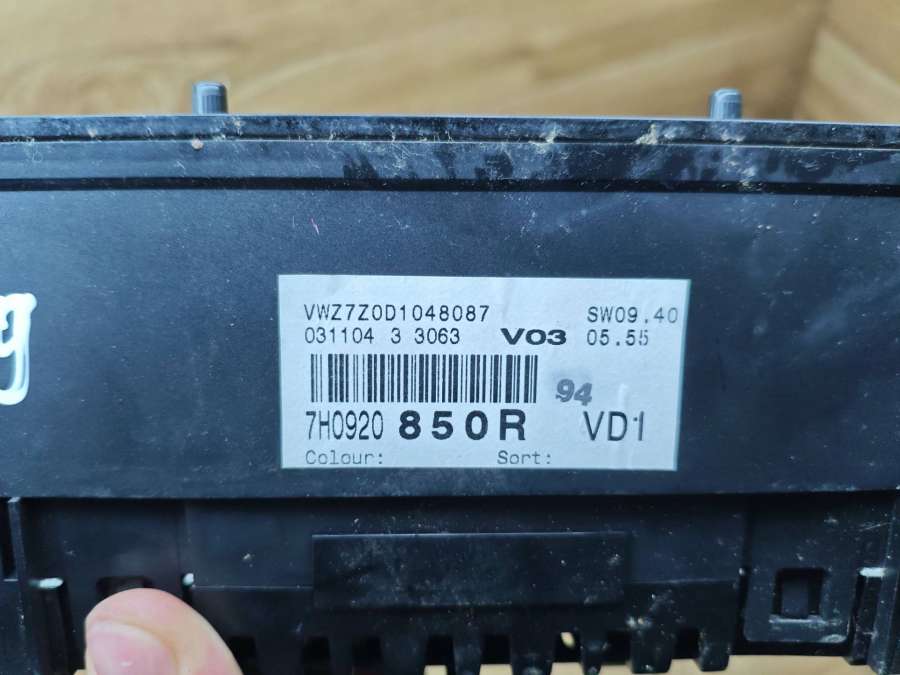 VWZ7Z0D1048087 SW09.40
031104 3 3063 V03 05.55
94
7H0920 850R VD1
Colour: Sort: